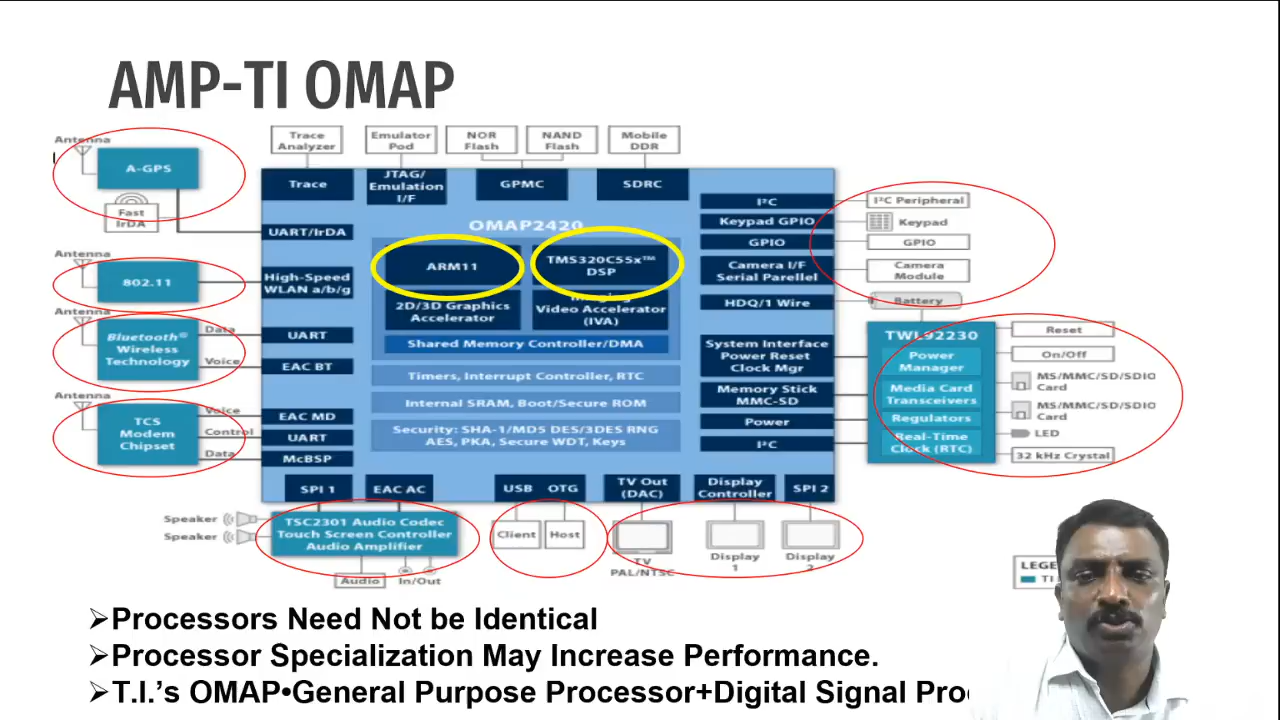 AMP-TI OMAP
Antenna
A-GPS
Fast
IrDA
Antenna
802.11
Antenna
Bluetooth®
Wireless
Technology
Data
Voice
Antenna
TCS
Modem
Chipset
Voice
Control
Data
Trace
Analyzer
Emulator
Pod
NOR
Flash
NAND
Flash
Mobile
DDR
Trace
JTAG/
Emulation
I/F
GPMC
SDRC
OMAP2420
UART/IrDA
High-Speed
WLAN a/b/g
UART
EAC BT
EAC MD
UART
McBSP
ARM11
TMS320C55x™
DSP
2D/3D Graphics
Accelerator
Imaging
Video Accelerator
(IVA)
Shared Memory Controller/DMA
Timers, Interrupt Controller, RTC
Internal SRAM, Boot/Secure ROM
Security: SHA-1/MD5 DES/3DES RNG
AES, PKA, Secure WDT, Keys
I²C
Keypad GPIO
GPIO
Camera I/F
Serial Parellel
HDQ/1 Wire
System Interface
Power Reset
Clock Mgr
Memory Stick
MMC-SD
Power
I²C
I²C Peripheral
Keypad
GPIO
Camera
Module
Battery
TWL92230
Power
Manager
Media Card
Transceivers
Regulators
Real-Time
Clock (RTC)
Reset
On/Off
MS/MMC/SD/SDIO
Card
MS/MMC/SD/SDIO
Card
LED
32 kHz Crystal
SPI 1
EAC AC
USB OTG
TV Out
(DAC)
Display
Controller
SPI 2
Speaker
Speaker
TSC2301 Audio Codec
Touch Screen Controller
Audio Amplifier
Audio
In/Out
Client
Host
TV
PAL/NTSC
Display
1
Display
2
LEGE
TI
➢Processors Need Not be Identical
➢Processor Specialization May Increase Performance.
➢T.I.'s OMAP•General Purpose Processor+Digital Signal Pro